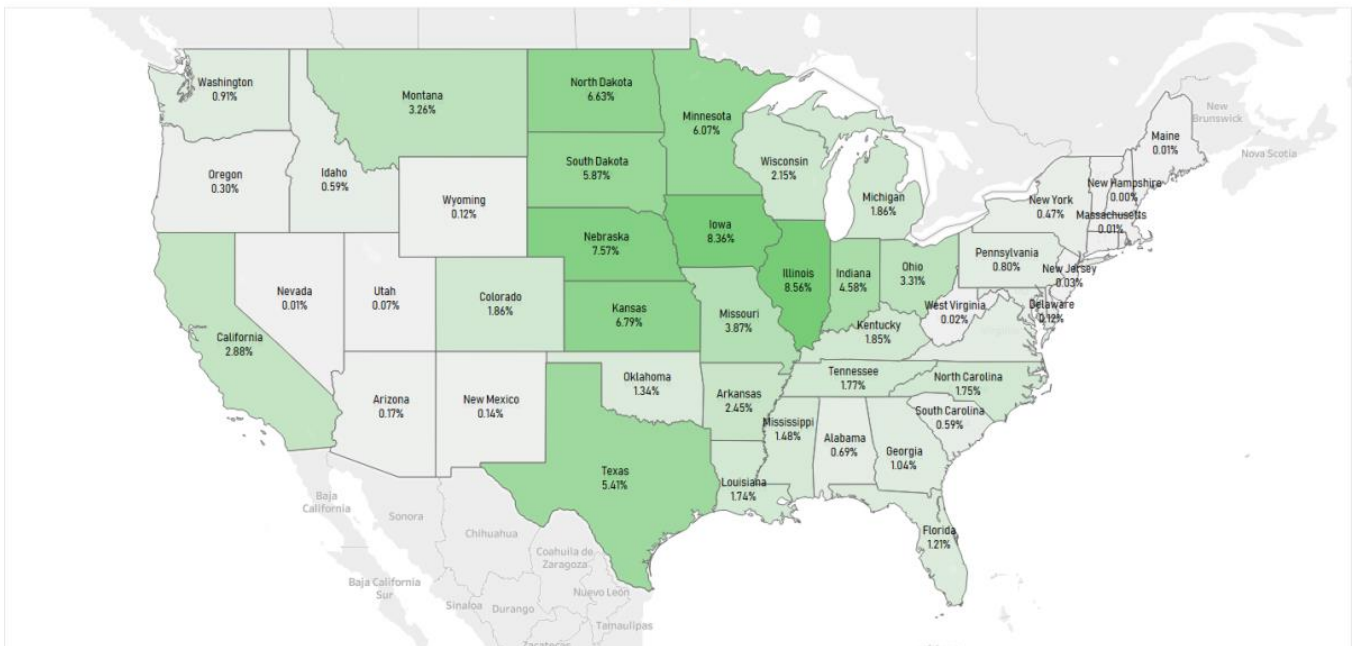 Washington
0.91%
Montana
3.26%
North Dakota
6.63%
Minnesota
6.07%
Oregon
0.30%
Idaho
0.59%
Wyoming
0.12%
South Dakota
5.87%
Wisconsin
2.15%
Michigan
1.86%
New York
0.47%
Maine
0.01%
New Hampshire
0.00%
Massachusetts
0.01%
New
Brunswick
Nova Scotia
Nevada
0.01%
Utah
0.07%
Colorado
1.86%
Nebraska
7.57%
Iowa
8.36%
Illinois
8.56%
Indiana
4.58%
Ohio
3.31%
Pennsylvania
0.80%
New Jersey
0.03%
Delaware
0.12%
West Virginia
0.02%
Virginia
California
2.88%
Kansas
6.79%
Missouri
3.87%
Kentucky
1.85%
Arizona
0.17%
New Mexico
0.14%
Oklahoma
1.34%
Arkansas
2.45%
Tennessee
1.77%
North Carolina
1.75%
South Carolina
0.59%
Mississippi
1.48%
Alabama
0.69%
Georgia
1.04%
Texas
5.41%
Louisiana
1.74%
Florida
1.21%
Baja
California
Sonora
Chihuahua
Coahuila de
Zaragoza
Baja California
Sur
Sinaloa
Durango
Nuevo León
Tamaulipas
Zacatecas